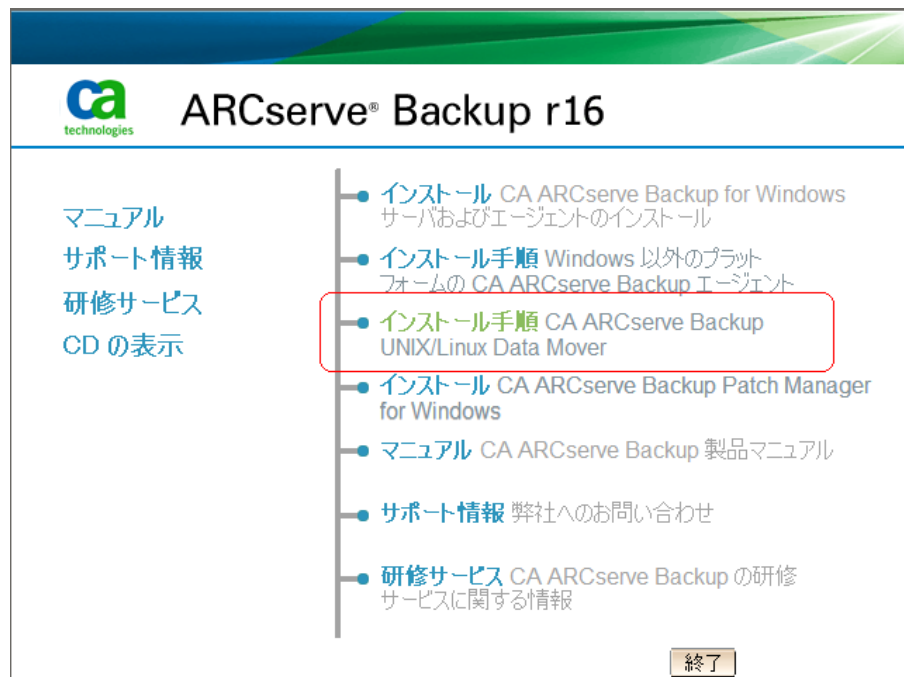 ca
technologies
ARCserve® Backup r16
マニュアル
サポート情報
研修サービス
CD の表示
インストール CA ARCserve Backup for Windows
サーバおよびエージェントのインストール
インストール手順 Windows 以外のプラット
フォームの CA ARCserve Backup エージェント
インストール手順 CA ARCserve Backup
UNIX/Linux Data Mover
インストール CA ARCserve Backup Patch Manager
for Windows
マニュアル CA ARCserve Backup 製品マニュアル
サポート情報 弊社へのお問い合わせ
研修サービス CA ARCserve Backup の研修
サービスに関する情報
終了